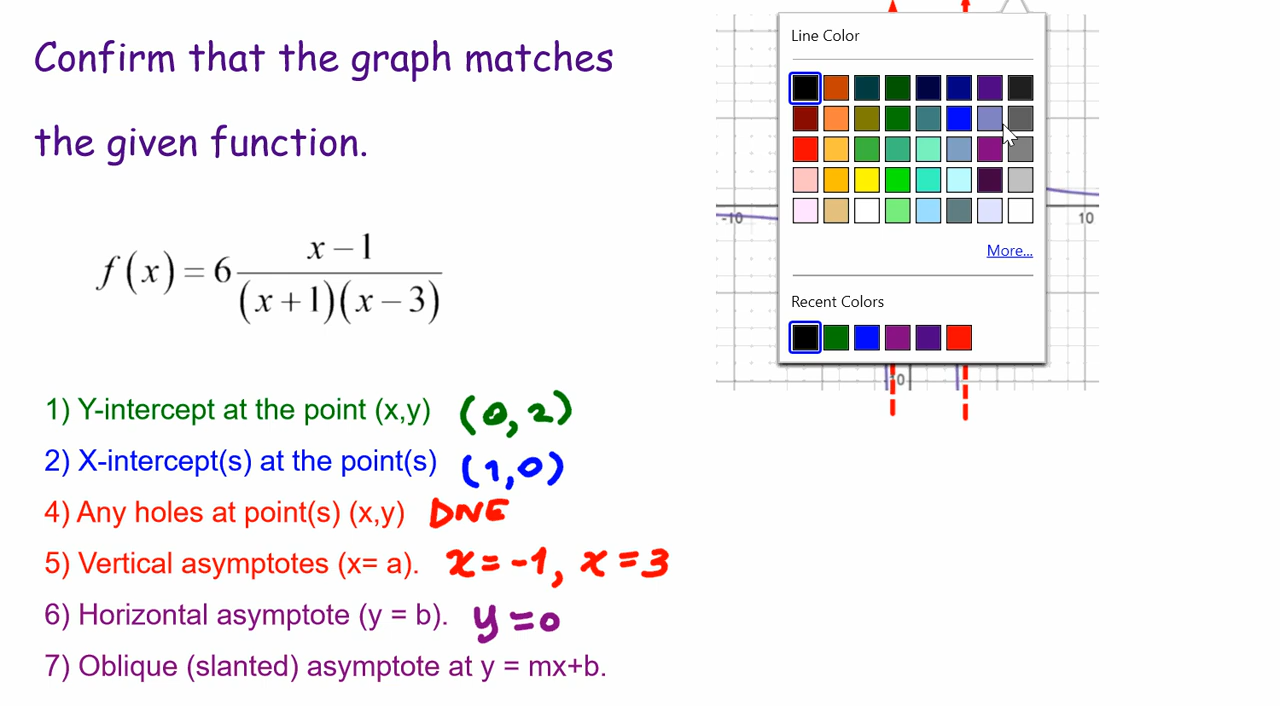 Confirm that the graph matches
the given function.
f(x) = 6 (x − 1) / ((x + 1)(x − 3))
1) Y-intercept at the point (x,y) (0, 2)
2) X-intercept(s) at the point(s) (1, 0)
4) Any holes at point(s) (x,y) DNE
5) Vertical asymptotes (x= a). x = -1, x = 3
6) Horizontal asymptote (y = b). y = 0
7) Oblique (slanted) asymptote at y = mx+b.
Line Color
More...
Recent Colors
-10
10